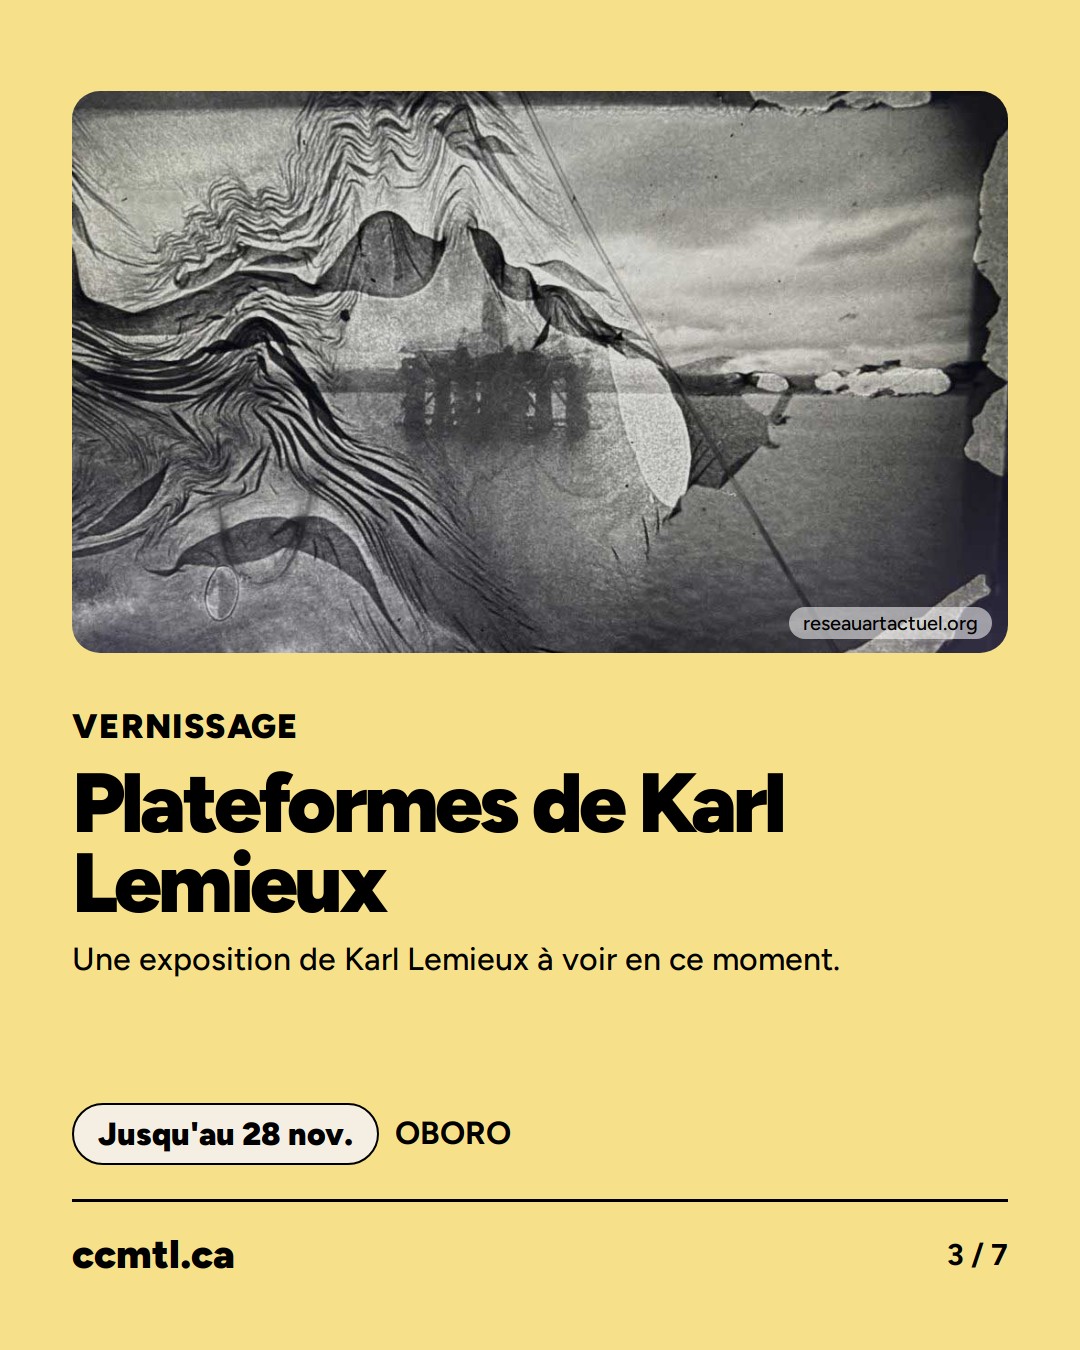 reseauartactuel.org
VERNISSAGE
Plateformes de Karl
Lemieux
Une exposition de Karl Lemieux à voir en ce moment.
Jusqu'au 28 nov. OBORO
ccmtl.ca 3 / 7